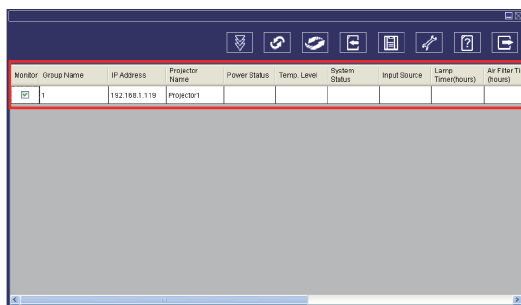 Monitor Group Name IP Address Projector Name Power Status Temp. Level System Status Input Source Lamp Timer(hours) Air Filter Ti (hours)
1 192.168.1.119 Projector1